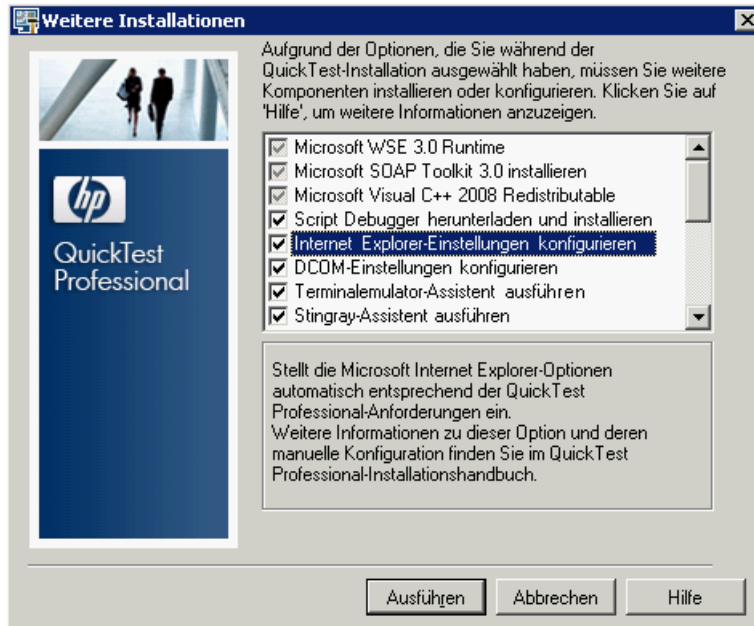 Weitere Installationen
Aufgrund der Optionen, die Sie während der
QuickTest-Installation ausgewählt haben, müssen Sie weitere
Komponenten installieren oder konfigurieren. Klicken Sie auf
'Hilfe', um weitere Informationen anzuzeigen.
Microsoft WSE 3.0 Runtime
Microsoft SOAP Toolkit 3.0 installieren
Microsoft Visual C++ 2008 Redistributable
Script Debugger herunterladen und installieren
Internet Explorer-Einstellungen konfigurieren
DCOM-Einstellungen konfigurieren
Terminalemulator-Assistent ausführen
Stingray-Assistent ausführen
hp
QuickTest
Professional
Stellt die Microsoft Internet Explorer-Optionen
automatisch entsprechend der QuickTest
Professional-Anforderungen ein.
Weitere Informationen zu dieser Option und deren
manuelle Konfiguration finden Sie im QuickTest
Professional-Installationshandbuch.
Ausführen
Abbrechen
Hilfe